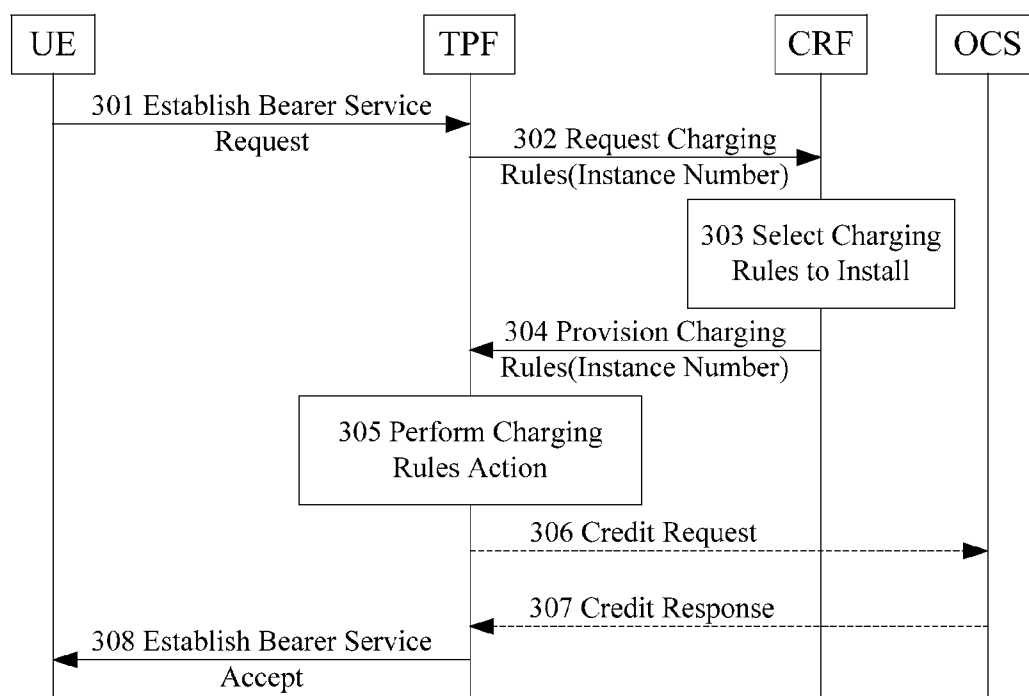 UE
TPF
CRF
OCS
301 Establish Bearer Service
Request
302 Request Charging
Rules(Instance Number)
303 Select Charging
Rules to Install
304 Provision Charging
Rules(Instance Number)
305 Perform Charging
Rules Action
306 Credit Request
307 Credit Response
308 Establish Bearer Service
Accept